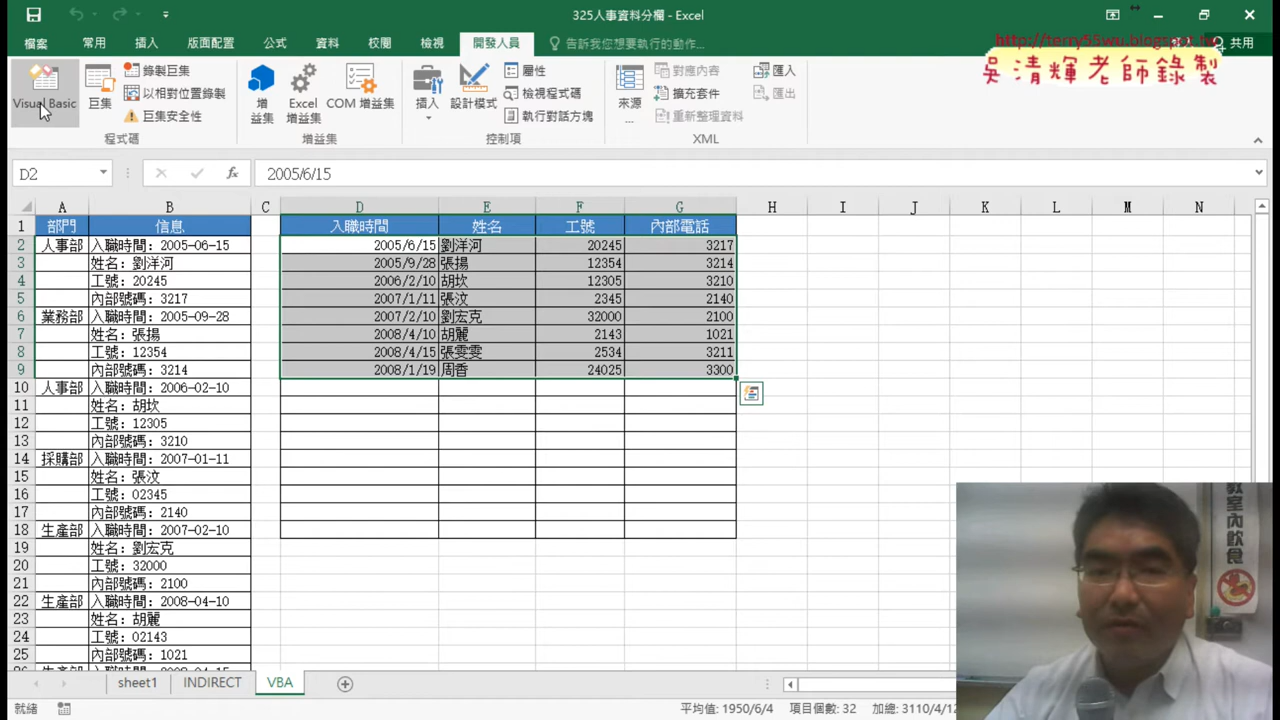 325人事資料分欄 - Excel
http://terry55wu.blogspot.tw
吳清輝老師錄製
檔案 常用 插入 版面配置 公式 資料 校閱 檢視 開發人員 告訴我您想要執行的動作... 共用
Visual Basic 巨集 錄製巨集 以相對位置錄製 巨集安全性
增益集 Excel 增益集 COM 增益集
插入 設計模式 屬性 檢視程式碼 執行對話方塊
來源... 對應內容 擴充套件 重新整理資料 匯入 匯出
程式碼 增益集 控制項 XML
D2 fx 2005/6/15
A B C D E F G H I J K L M N
1 部門 信息 入職時間 姓名 工號 內部電話
2 人事部 入職時間：2005-06-15 2005/6/15 劉洋河 20245 3217
3 姓名：劉洋河 2005/9/28 張揚 12354 3214
4 工號：20245 2006/2/10 胡坎 12305 3210
5 內部號碼：3217 2007/1/11 張汶 2345 2140
6 業務部 入職時間：2005-09-28 2007/2/10 劉宏克 32000 2100
7 姓名：張揚 2008/4/10 胡麗 2143 1021
8 工號：12354 2008/4/15 張雯雯 2534 3211
9 內部號碼：3214 2008/1/19 周香 24025 3300
10 人事部 入職時間：2006-02-10
11 姓名：胡坎
12 工號：12305
13 內部號碼：3210
14 採購部 入職時間：2007-01-11
15 姓名：張汶
16 工號：02345
17 內部號碼：2140
18 生產部 入職時間：2007-02-10
19 姓名：劉宏克
20 工號：32000
21 內部號碼：2100
22 生產部 入職時間：2008-04-10
23 姓名：胡麗
24 工號：02143
25 內部號碼：1021
教室內飲食
sheet1 INDIRECT VBA
就緒 平均值: 1950/6/4 項目個數: 32 加總: 3110/4/12